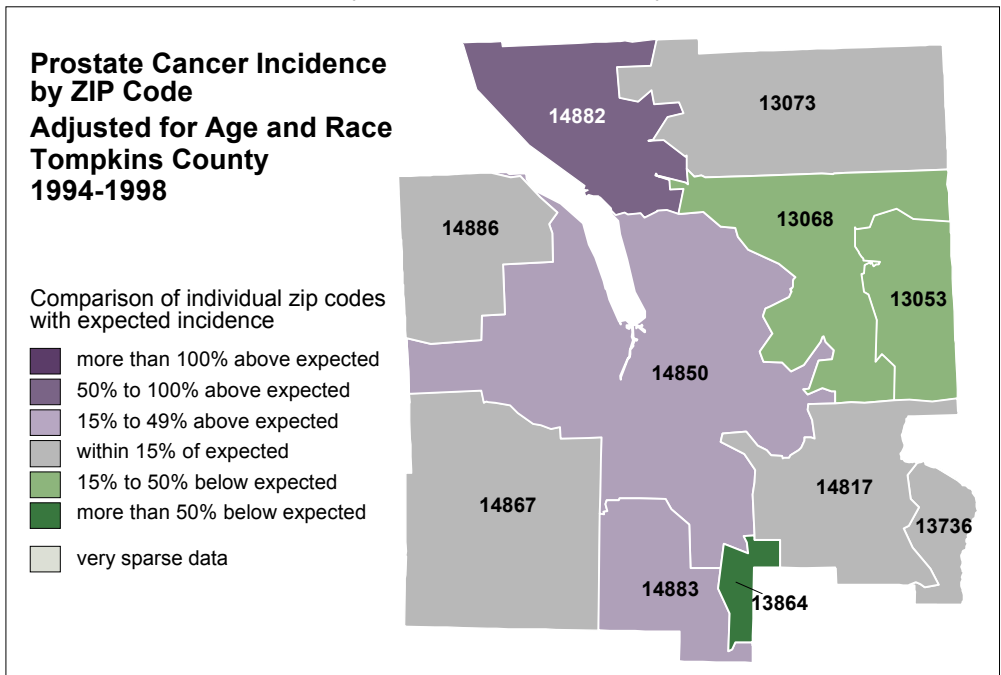 Prostate Cancer Incidence
by ZIP Code
Adjusted for Age and Race
Tompkins County
1994-1998
Comparison of individual zip codes
with expected incidence
more than 100% above expected
50% to 100% above expected
15% to 49% above expected
within 15% of expected
15% to 50% below expected
more than 50% below expected
very sparse data
14882
13073
14886
13068
13053
14850
14867
14817
13736
14883
13864